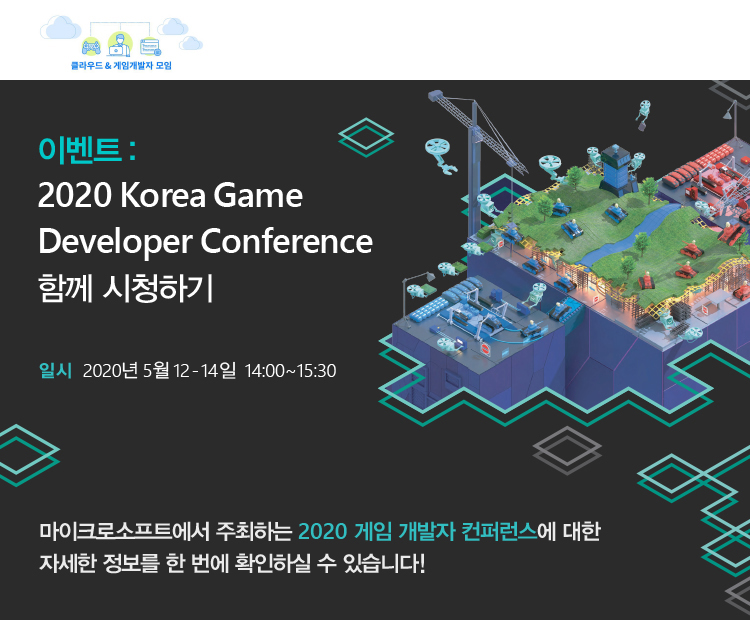 클라우드 & 게임개발자 모임
이벤트 :
2020 Korea Game
Developer Conference
함께 시청하기
일시 2020년 5월 12 - 14일 14:00~15:30
마이크로소프트에서 주최하는 2020 게임 개발자 컨퍼런스에 대한
자세한 정보를 한 번에 확인하실 수 있습니다!